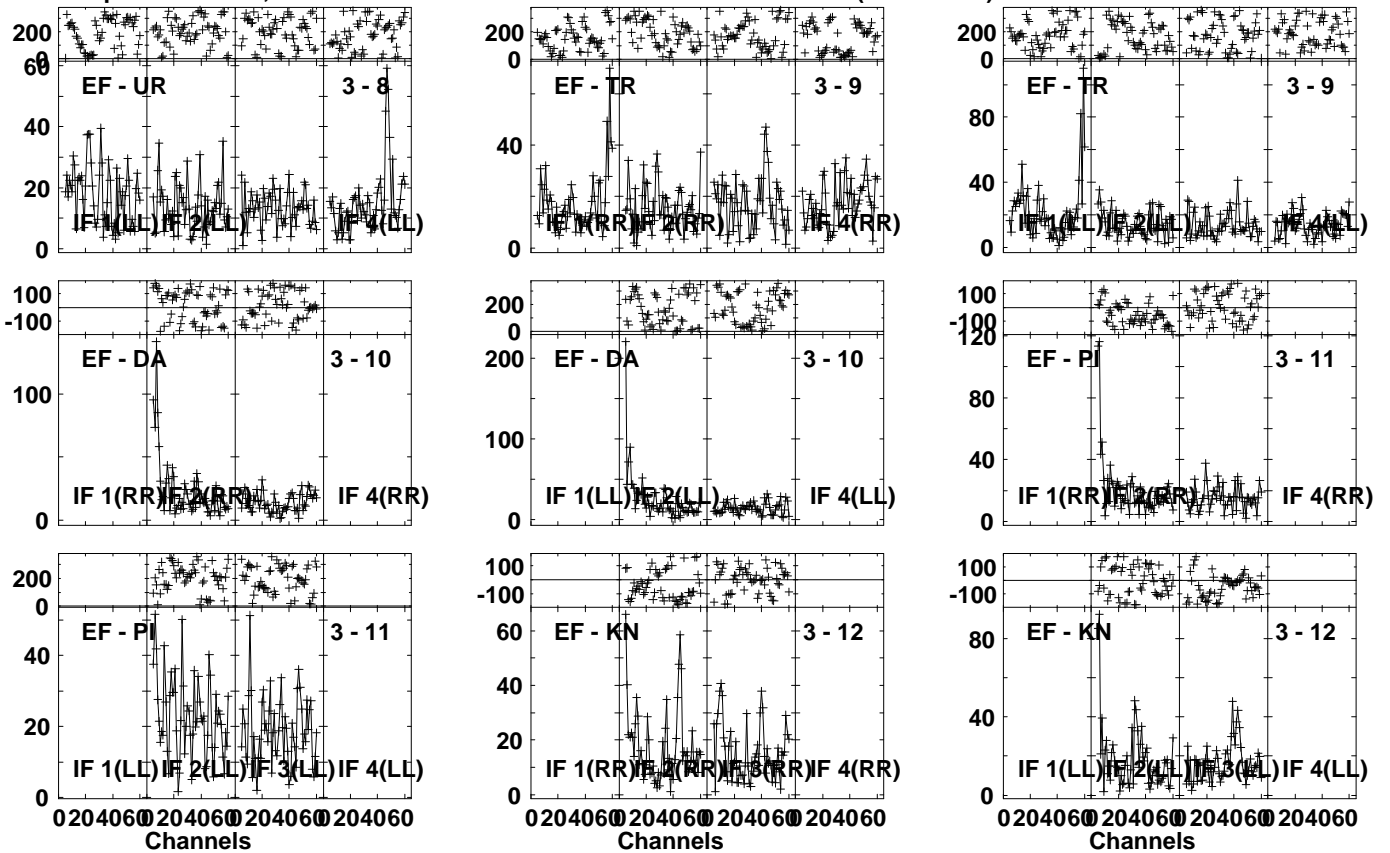 200
0
200
0
200
0
60
40
20
0
EF - UR
3 - 8
IF 1(LL)
IF 2(LL)
IF 4(LL)
40
0
EF - TR
3 - 9
IF 1(RR)
IF 2(RR)
IF 4(RR)
80
40
0
EF - TR
3 - 9
IF 1(LL)
IF 2(LL)
IF 4(LL)
100
-100
200
0
100
-100
100
0
EF - DA
3 - 10
IF 1(RR)
IF 2(RR)
IF 4(RR)
200
100
0
EF - DA
3 - 10
IF 1(LL)
IF 2(LL)
IF 4(LL)
120
80
40
0
EF - PI
3 - 11
IF 1(RR)
IF 2(RR)
IF 4(RR)
200
0
100
-100
100
-100
40
20
0
EF - PI
3 - 11
IF 1(LL)
IF 2(LL)
IF 3(LL)
IF 4(LL)
60
40
20
0
EF - KN
3 - 12
IF 1(RR)
IF 2(RR)
IF 3(RR)
IF 4(RR)
80
40
0
EF - KN
3 - 12
IF 1(LL)
IF 2(LL)
IF 3(LL)
IF 4(LL)
0 20 40 60 0 20 40 60 0 20 40 60 0 20 40 60
0 20 40 60 0 20 40 60 0 20 40 60 0 20 40 60
0 20 40 60 0 20 40 60 0 20 40 60 0 20 40 60
Channels
Channels
Channels